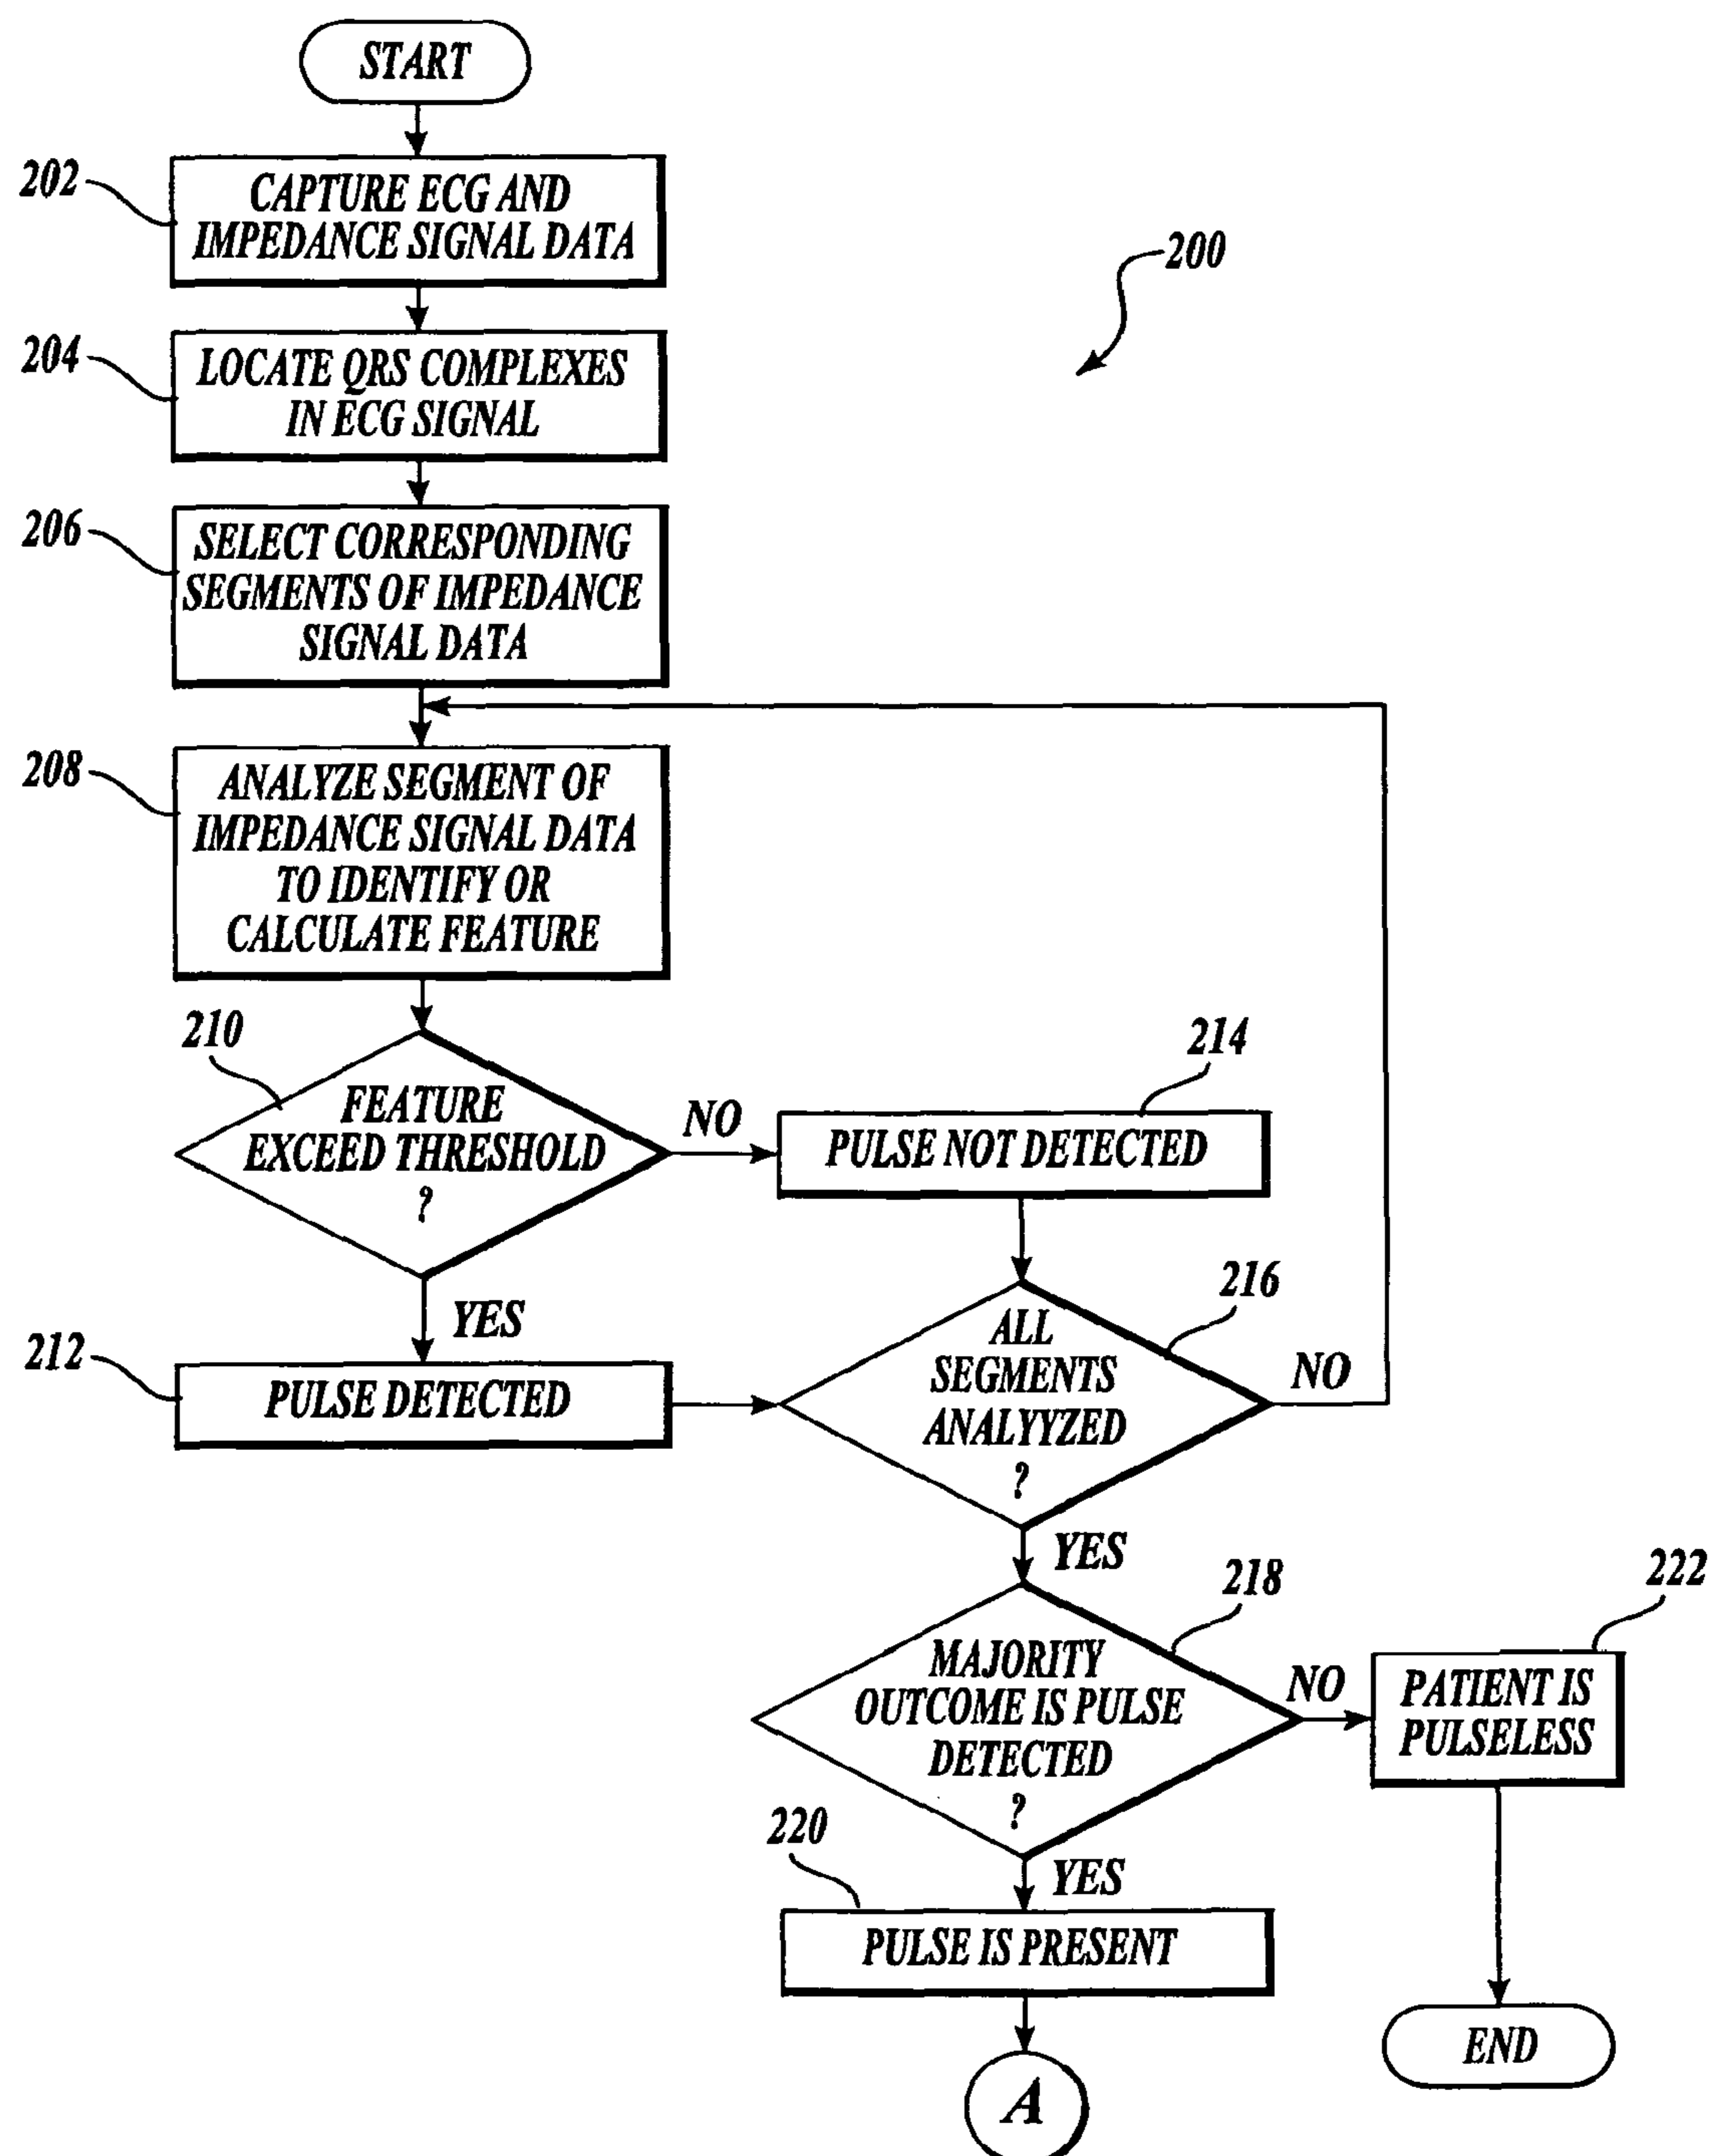 START
202
CAPTURE ECG AND
IMPEDANCE SIGNAL DATA
200
204
LOCATE QRS COMPLEXES
IN ECG SIGNAL
206
SELECT CORRESPONDING
SEGMENTS OF IMPEDANCE
SIGNAL DATA
208
ANALYZE SEGMENT OF
IMPEDANCE SIGNAL DATA
TO IDENTIFY OR
CALCULATE FEATURE
210
FEATURE
EXCEED THRESHOLD
?
NO
214
PULSE NOT DETECTED
YES
212
PULSE DETECTED
216
ALL
SEGMENTS
ANALYYZED
?
NO
YES
218
MAJORITY
OUTCOME IS PULSE
DETECTED
?
NO
222
PATIENT IS
PULSELESS
YES
220
PULSE IS PRESENT
END
A